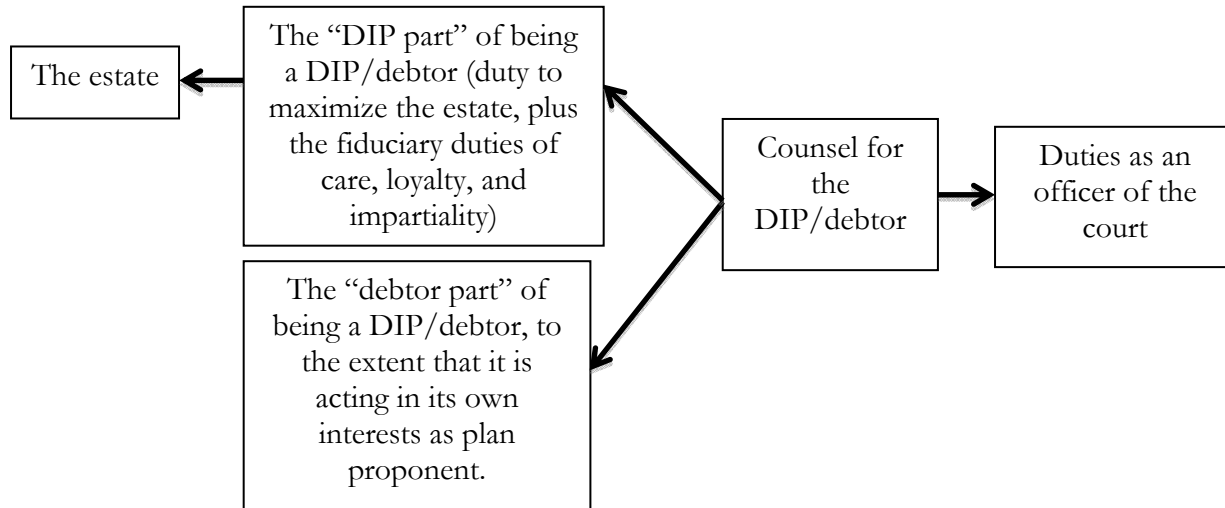 The estate
The “DIP part” of being
a DIP/debtor (duty to
maximize the estate, plus
the fiduciary duties of
care, loyalty, and
impartiality)
The “debtor part” of
being a DIP/debtor, to
the extent that it is
acting in its own
interests as plan
proponent.
Counsel for
the
DIP/debtor
Duties as an
officer of the
court